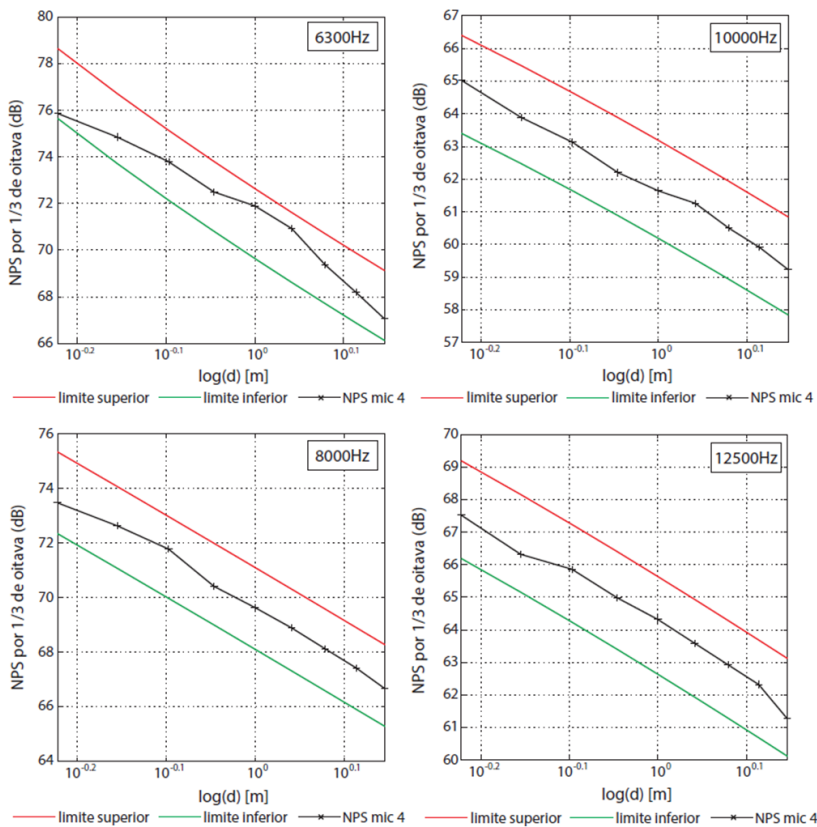 80
78
76
74
72
70
68
66
NPS por 1/3 de oitava (dB)
6300Hz
10^-0.2 10^-0.1 10^0 10^0.1
log(d) [m]
limite superior limite inferior NPS mic 4
67
66
65
64
63
62
61
60
59
58
57
NPS por 1/3 de oitava (dB)
10000Hz
10^-0.2 10^-0.1 10^0 10^0.1
log(d) [m]
limite superior limite inferior NPS mic 4
76
74
72
70
68
66
64
NPS por 1/3 de oitava (dB)
8000Hz
10^-0.2 10^-0.1 10^0 10^0.1
log(d) [m]
limite superior limite inferior NPS mic 4
70
69
68
67
66
65
64
63
62
61
60
NPS por 1/3 de oitava (dB)
12500Hz
10^-0.2 10^-0.1 10^0 10^0.1
log(d) [m]
limite superior limite inferior NPS mic 4